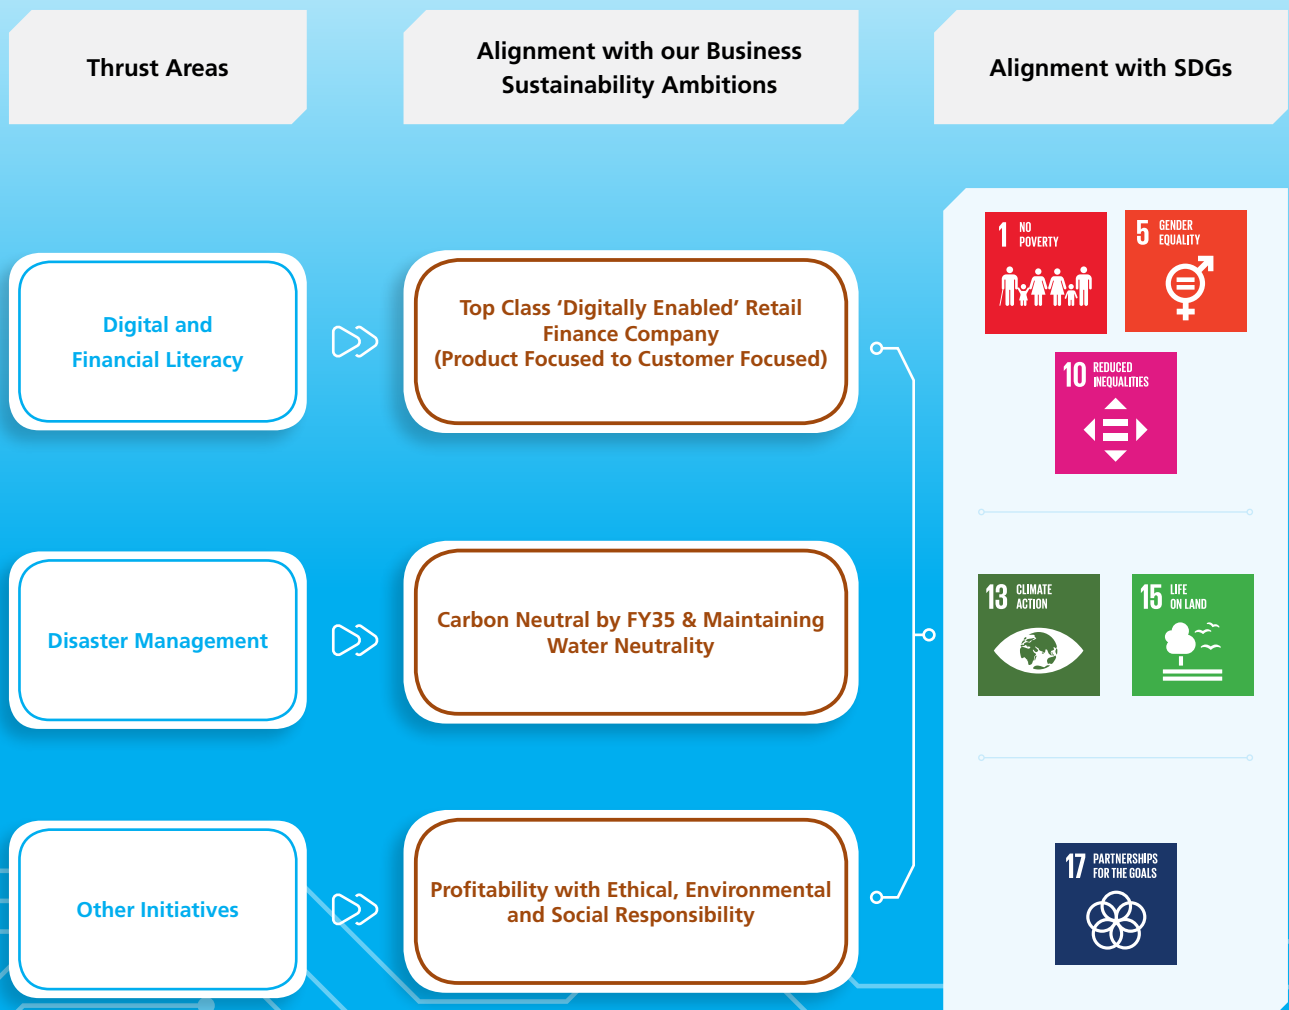 Thrust Areas
Alignment with our Business
Sustainability Ambitions
Alignment with SDGs
Digital and
Financial Literacy
Top Class ‘Digitally Enabled’ Retail
Finance Company
(Product Focused to Customer Focused)
1 NO
POVERTY
5 GENDER
EQUALITY
10 REDUCED
INEQUALITIES
Disaster Management
Carbon Neutral by FY35 & Maintaining
Water Neutrality
13 CLIMATE
ACTION
15 LIFE
ON LAND
Other Initiatives
Profitability with Ethical, Environmental
and Social Responsibility
17 PARTNERSHIPS
FOR THE GOALS